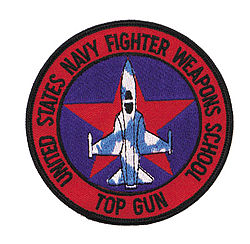 UNITED STATES NAVY FIGHTER WEAPONS SCHOOL
TOP GUN